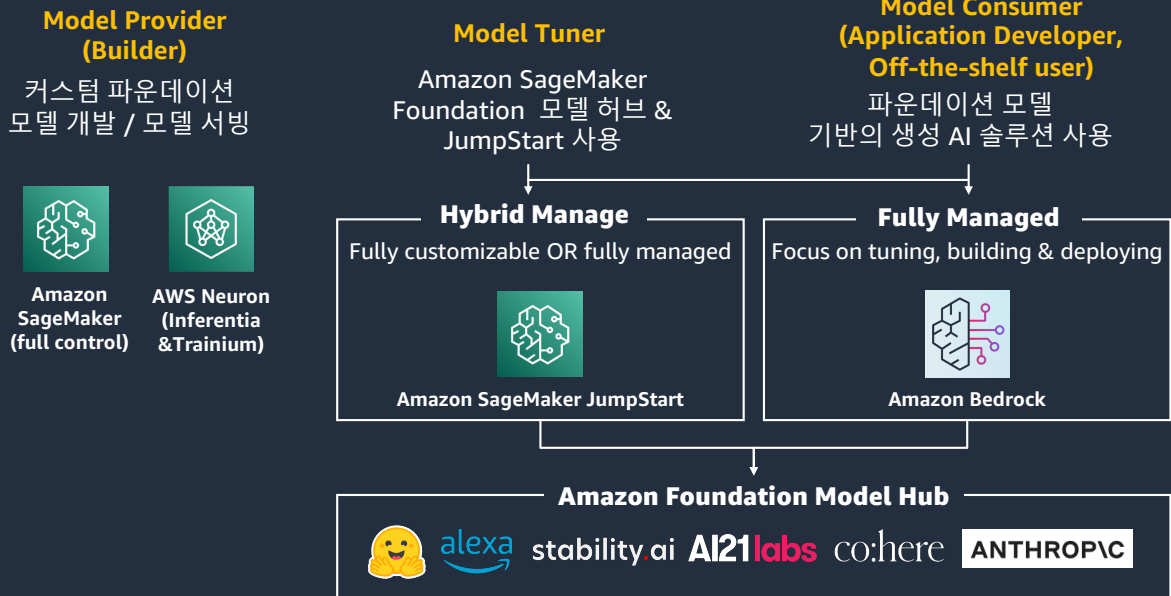 Model Provider
(Builder)
커스텀 파운데이션
모델 개발 / 모델 서빙
Amazon
SageMaker
(full control)
AWS Neuron
(Inferentia
&Trainium)
Model Tuner
Amazon SageMaker
Foundation 모델 허브 &
JumpStart 사용
Model Consumer
(Application Developer,
Off-the-shelf user)
파운데이션 모델
기반의 생성 AI 솔루션 사용
Hybrid Manage
Fully customizable OR fully managed
Amazon SageMaker JumpStart
Fully Managed
Focus on tuning, building & deploying
Amazon Bedrock
Amazon Foundation Model Hub
alexa stability.ai AI21labs co:here ANTHROP\C